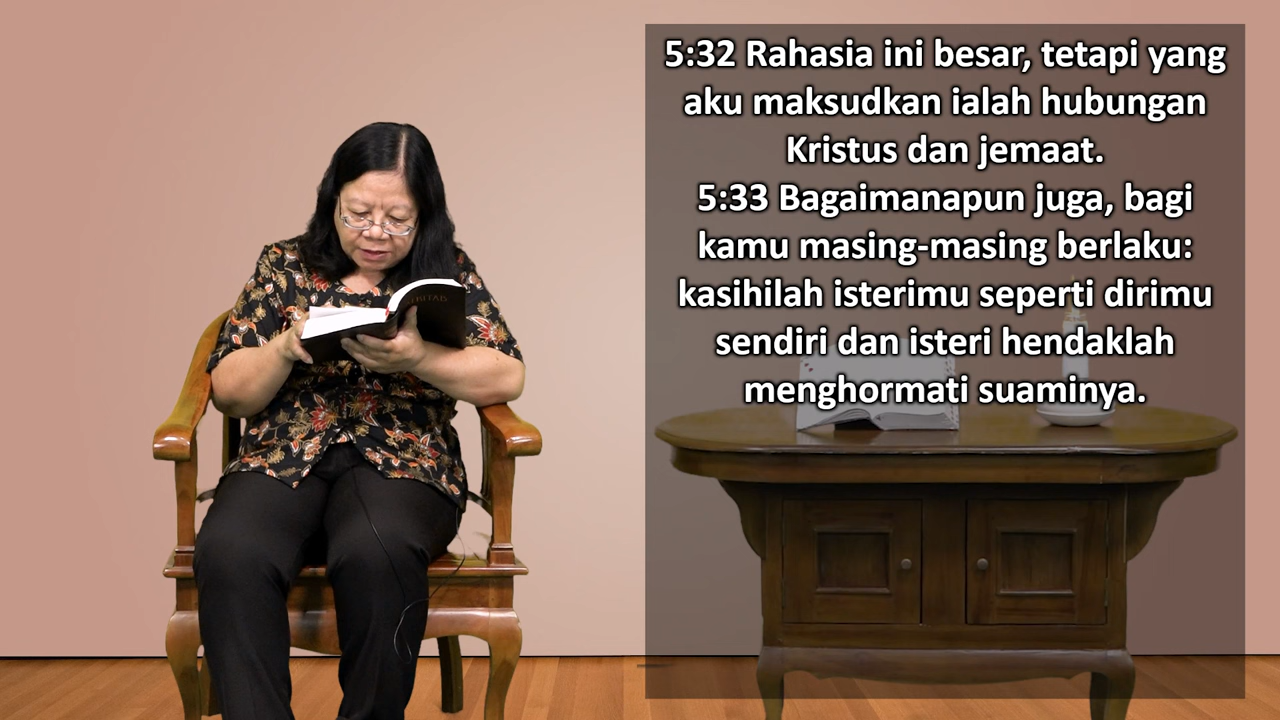 5:32 Rahasia ini besar, tetapi yang
aku maksudkan ialah hubungan
Kristus dan jemaat.
5:33 Bagaimanapun juga, bagi
kamu masing-masing berlaku:
kasihilah isterimu seperti dirimu
sendiri dan isteri hendaklah
menghormati suaminya.
ALKITAB